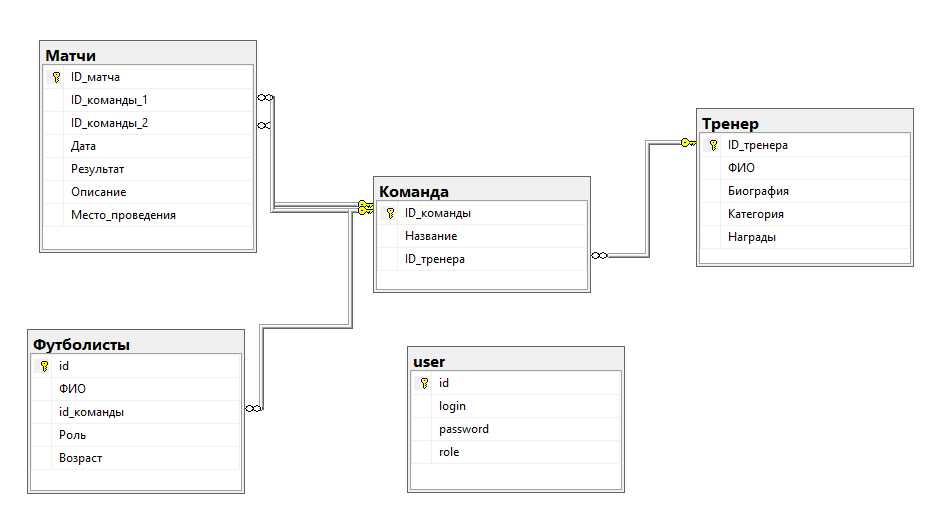 Матчи
ID_матча
ID_команды_1
ID_команды_2
Дата
Результат
Описание
Место_проведения
Тренер
ID_тренера
ФИО
Биография
Категория
Награды
Команда
ID_команды
Название
ID_тренера
Футболисты
id
ФИО
id_команды
Роль
Возраст
user
id
login
password
role